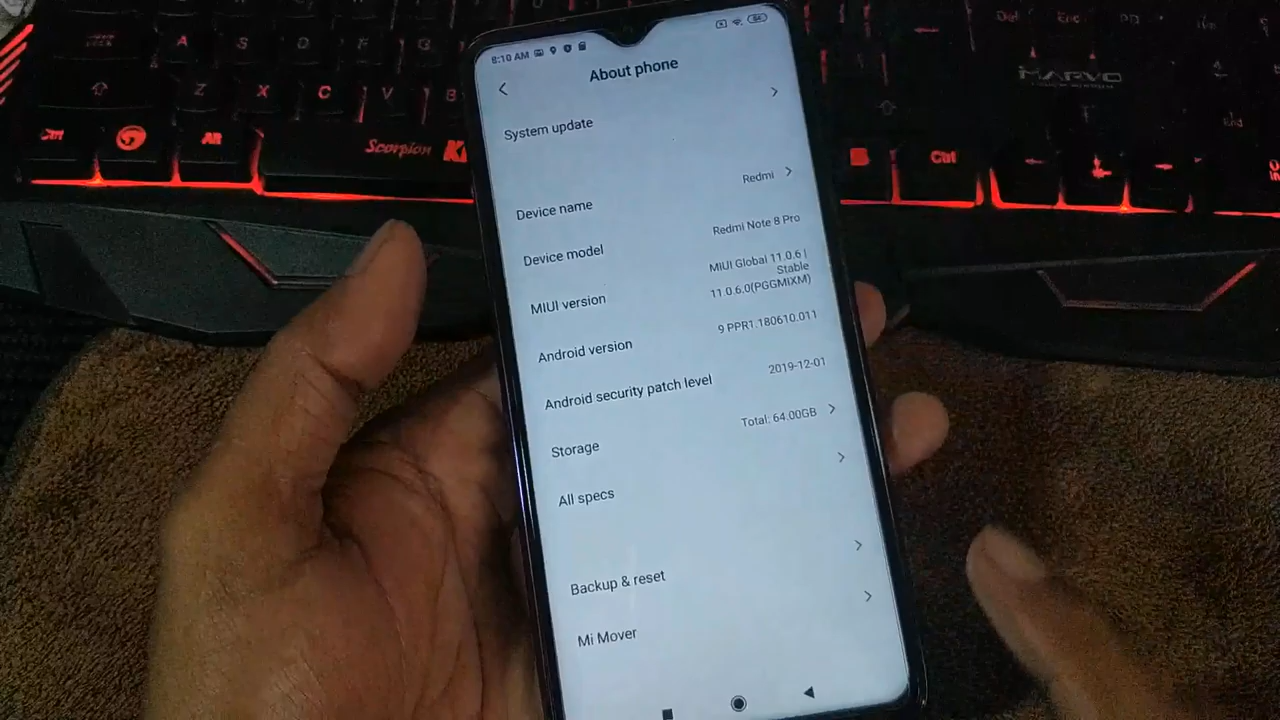 A S D F G
Z X C V B
Scorpion K
Ctrl
MARVO
End
8:10 AM
About phone
System update
Device name
Redmi
Device model
Redmi Note 8 Pro
MIUI version
MIUI Global 11.0.6 |
Stable
11.0.6.0(PGGMIXM)
Android version
9 PPR1.180610.011
Android security patch level
2019-12-01
Storage
Total: 64.00GB
All specs
Backup & reset
Mi Mover